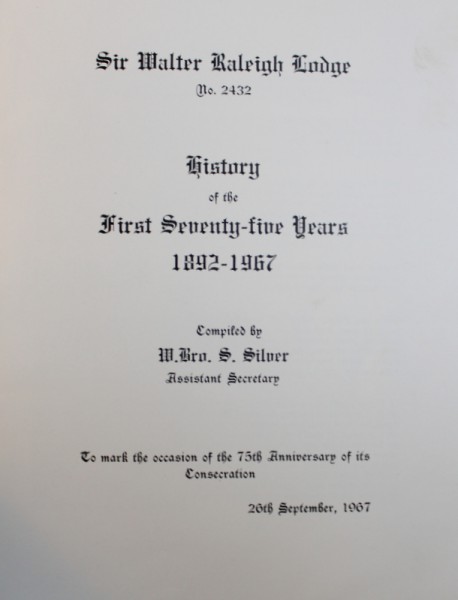 Sir Walter Raleigh Lodge
No. 2432
History
of the
First Seventy-five Years
1892-1967
Compiled by
W.Bro. S. Silver
Assistant Secretary
To mark the occasion of the 75th Anniversary of its
Consecration
26th September, 1967